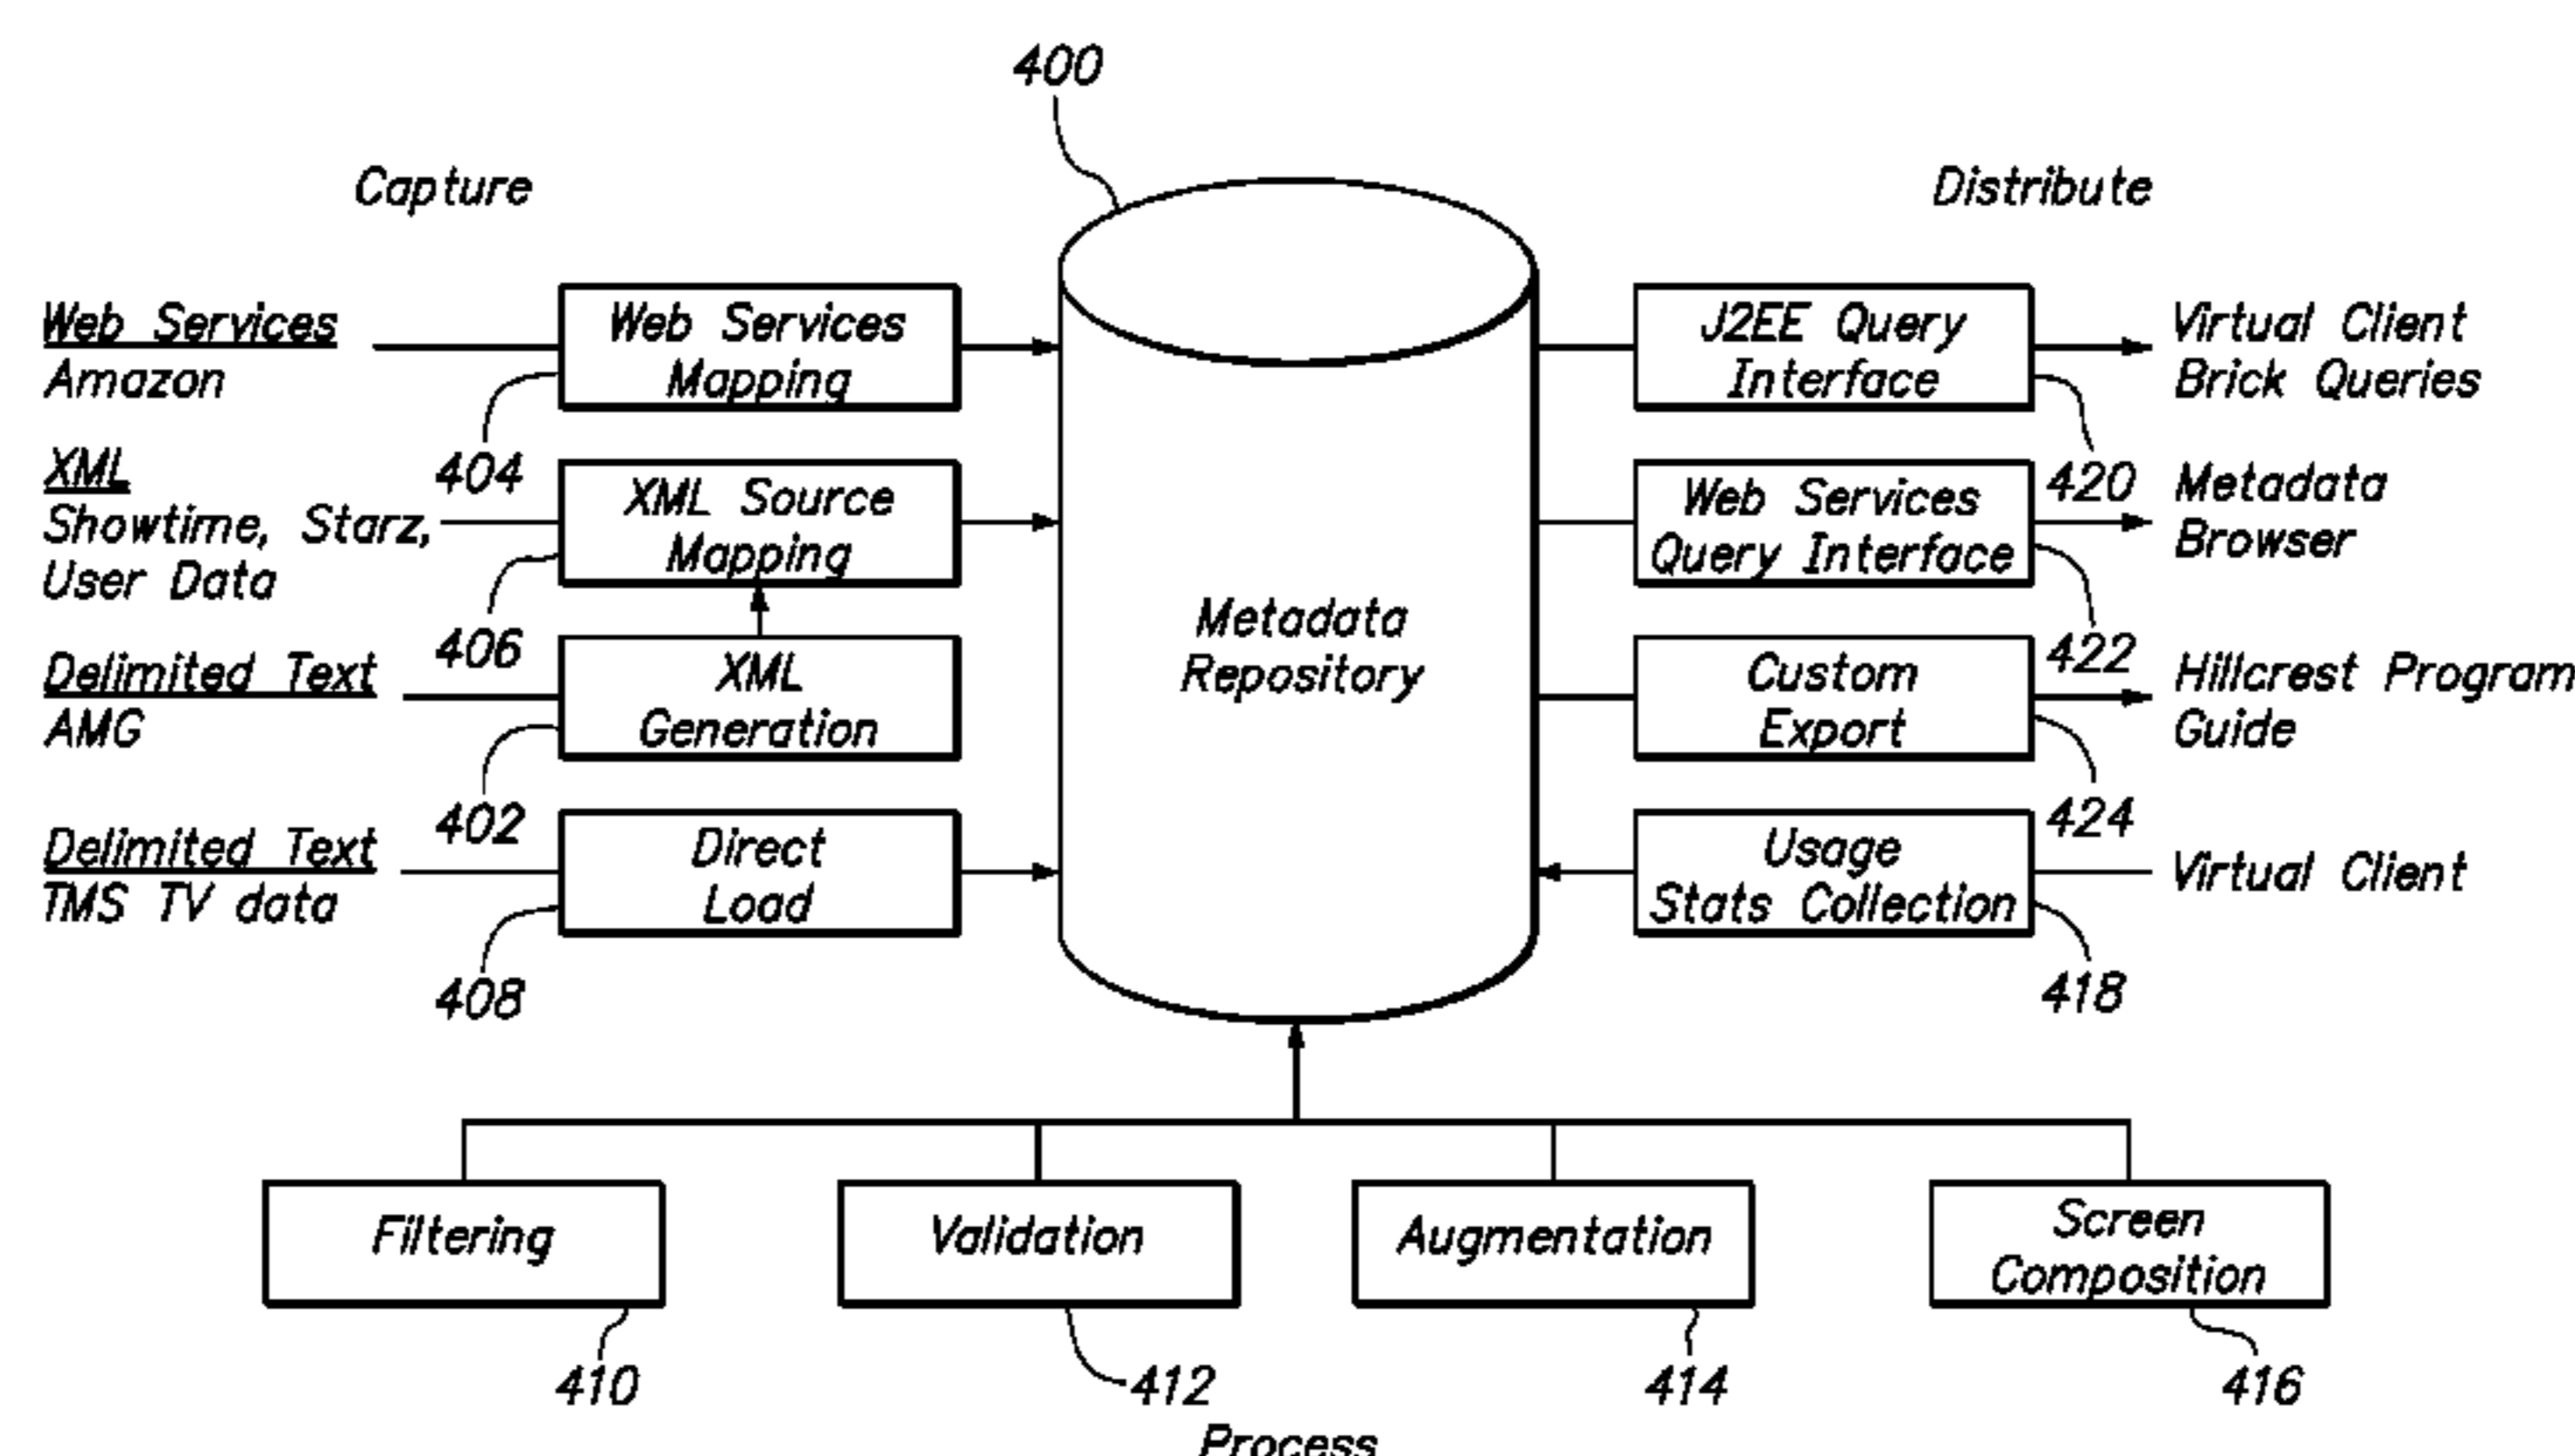 400
Capture
Distribute
Web Services
Amazon
Web Services
Mapping
404
XML
Showtime, Starz,
User Data
XML Source
Mapping
406
Delimited Text
AMG
XML
Generation
402
Delimited Text
TMS TV data
Direct
Load
408
Metadata
Repository
J2EE Query
Interface
420
Virtual Client
Brick Queries
Web Services
Query Interface
422
Metadata
Browser
Custom
Export
424
Hillcrest Program
Guide
Usage
Stats Collection
418
Virtual Client
Filtering
410
Validation
412
Augmentation
414
Screen
Composition
416
Process